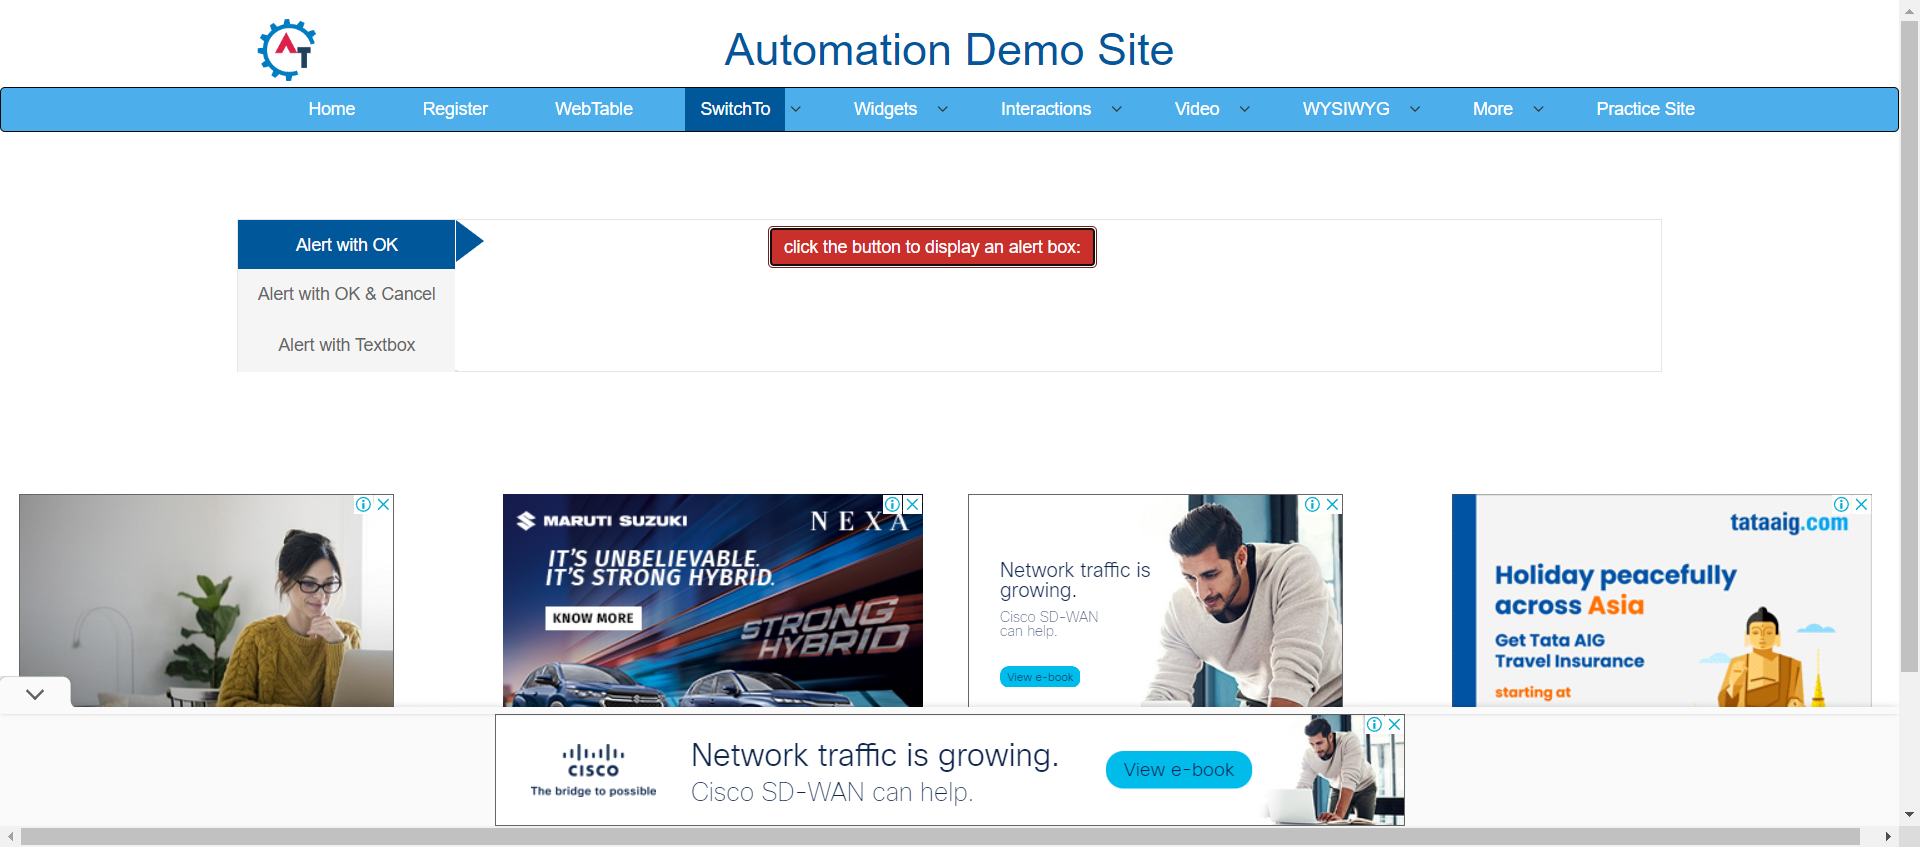 AT
Automation Demo Site
Home Register WebTable SwitchTo Widgets Interactions Video WYSIWYG More Practice Site
Alert with OK
click the button to display an alert box:
Alert with OK & Cancel
Alert with Textbox
MARUTI SUZUKI
NEXA
IT'S UNBELIEVABLE.
IT'S STRONG HYBRID.
KNOW MORE
STRONG
HYBRID
Network traffic is
growing.
Cisco SD-WAN
can help.
View e-book
tataaig.com
Holiday peacefully
across Asia
Get Tata AIG
Travel Insurance
starting at
CISCO
The bridge to possible
Network traffic is growing.
Cisco SD-WAN can help.
View e-book